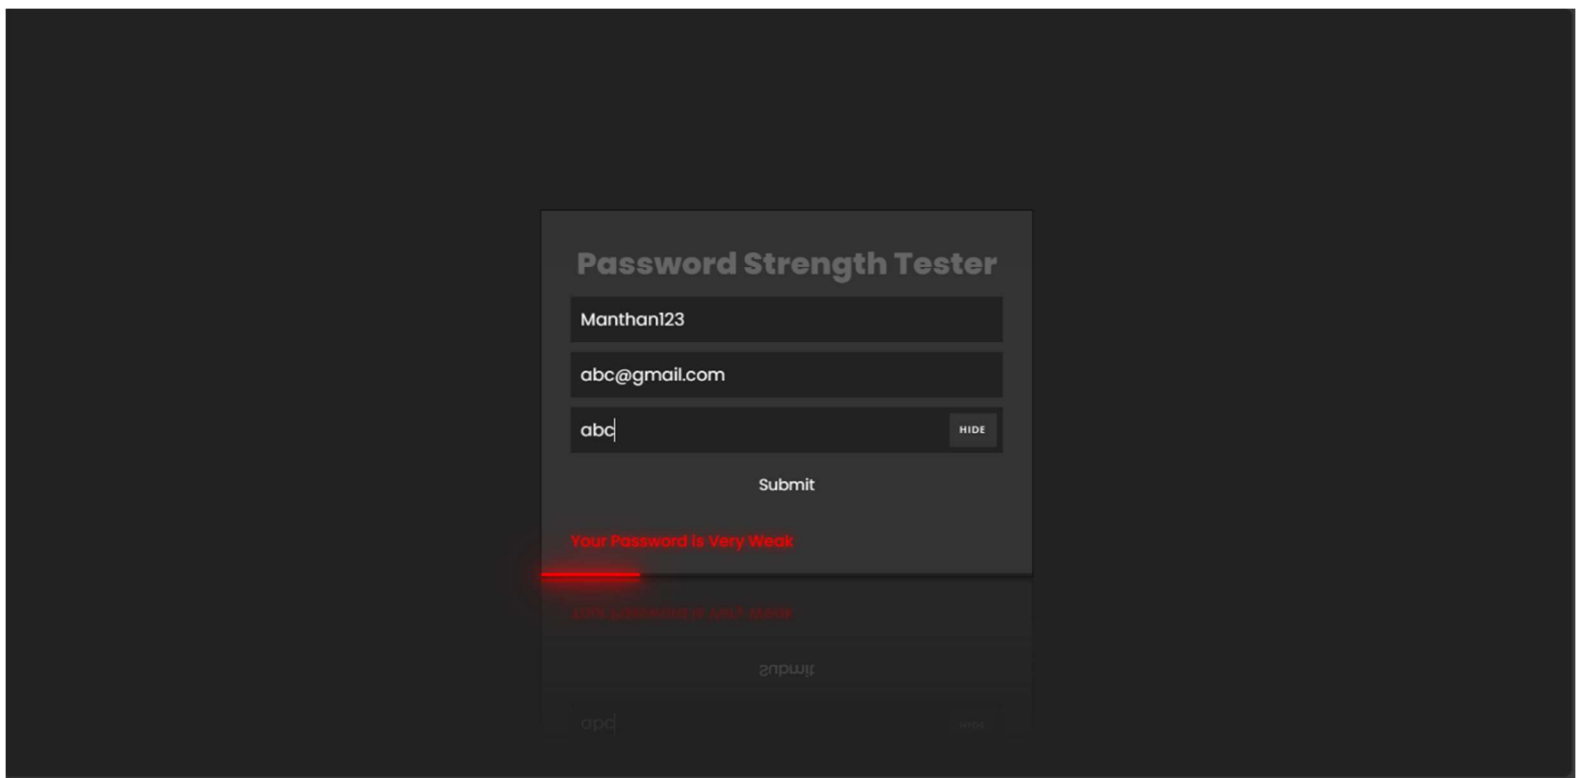 Password Strength Tester
Manthan123
abc@gmail.com
abc
HIDE
Submit
Your Password is Very Weak